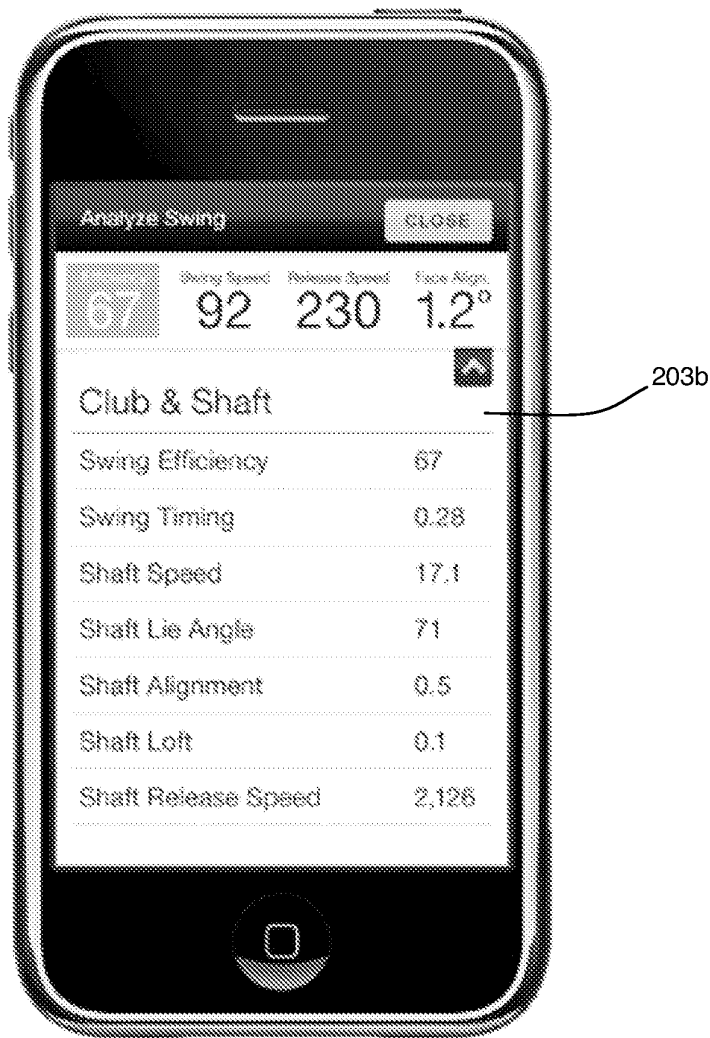 Analyze Swing CLOSE
Swing Speed Release Speed Face Align.
67 92 230 1.2°
203b
Club & Shaft
Swing Efficiency 67
Swing Timing 0.28
Shaft Speed 17.1
Shaft Lie Angle 71
Shaft Alignment 0.5
Shaft Loft 0.1
Shaft Release Speed 2,126